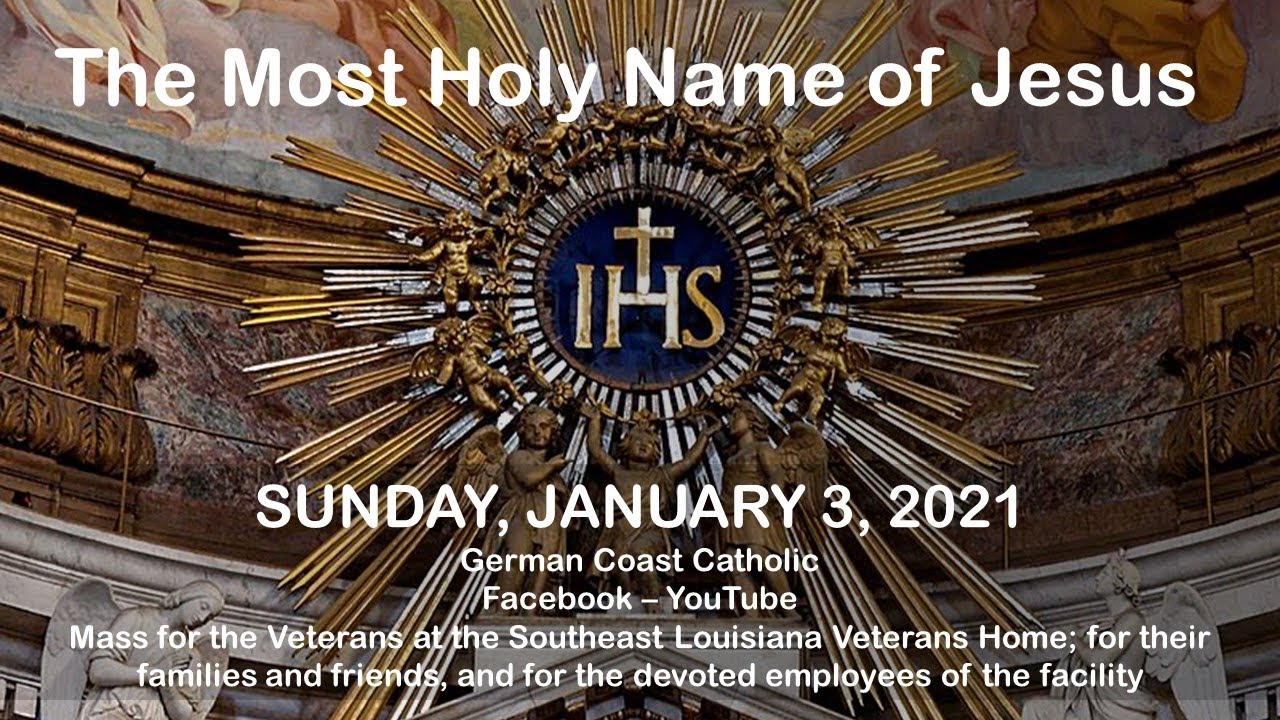 The Most Holy Name of Jesus
IHS
SUNDAY, JANUARY 3, 2021
German Coast Catholic
Facebook – YouTube
Mass for the Veterans at the Southeast Louisiana Veterans Home; for their
families and friends, and for the devoted employees of the facility